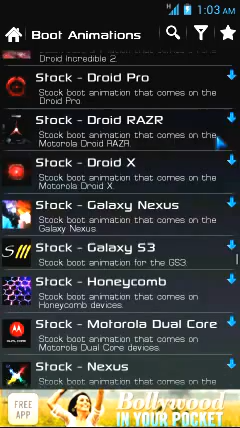 H 1:03 AM
Boot Animations
Droid Incredible 2.
Stock - Droid Pro
Stock boot animation that comes on the
Droid Pro
Stock - Droid RAZR
Stock boot animation that comes on the
Motorola Droid RAZR.
Stock - Droid X
Stock boot animation that comes on the
Motorola Droid X.
Stock - Galaxy Nexus
Stock boot animation that comes on the
Galaxy Nexus.
Stock - Galaxy S3
Stock boot animation for the GS3.
Stock - Honeycomb
Stock boot animation that comes on
Honeycomb devices.
Stock - Motorola Dual Core
Stock boot animation that comes on
Motorola Dual Core devices.
Stock - Nexus
Stock boot animation that comes on the
FREE
APP
Bollywood
IN YOUR POCKET